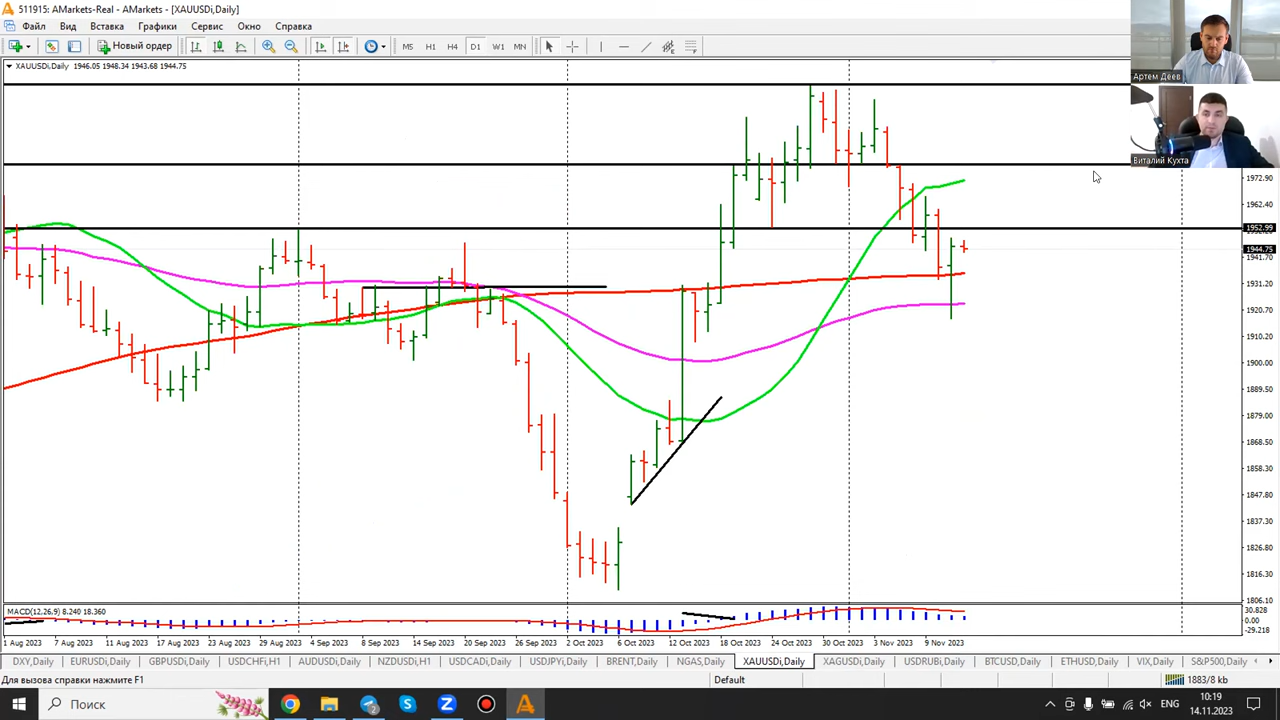 511915: AMarkets-Real - AMarkets - [XAUUSDi,Daily]
Файл Вид Вставка Графики Сервис Окно Справка
Новый ордер M5 H1 H4 D1 W1 MN
XAUUSDi,Daily 1946.05 1948.34 1943.68 1944.75
Артем Деев
Виталий Кухта
1972.90
1962.40
1952.99
1944.75
1941.70
1931.20
1920.70
1910.20
1900.00
1889.50
1879.00
1868.50
1858.30
1847.80
1837.30
1826.80
1816.30
1806.10
MACD(12,26,9) 8.240 18.360
30.828
0.00
-29.218
1 Aug 2023 7 Aug 2023 11 Aug 2023 17 Aug 2023 23 Aug 2023 29 Aug 2023 4 Sep 2023 8 Sep 2023 14 Sep 2023 20 Sep 2023 26 Sep 2023 2 Oct 2023 6 Oct 2023 12 Oct 2023 18 Oct 2023 24 Oct 2023 30 Oct 2023 3 Nov 2023 9 Nov 2023
DXY,Daily EURUSDi,Daily GBPUSDi,Daily USDCHFi,H1 AUDUSDi,Daily NZDUSDi,H1 USDCADi,Daily USDJPYi,Daily BRENT,Daily NGAS,Daily XAUUSDi,Daily XAGUSDi,Daily USDRUBi,Daily BTCUSD,Daily ETHUSD,Daily VIX,Daily S&P500,Daily
Для вызова справки нажмите F1 Default 1883/8 kb
Поиск 2 ENG 10:19
14.11.2023